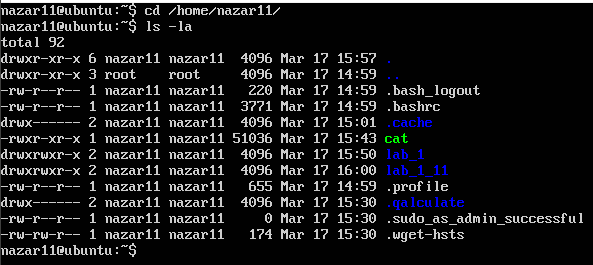 nazar11@ubuntu:~$ cd /home/nazar11/
nazar11@ubuntu:~$ ls -la
total 92
drwxr-xr-x 6 nazar11 nazar11  4096 Mar 17 15:57 .
drwxr-xr-x 3 root    root     4096 Mar 17 14:59 ..
-rw-r--r-- 1 nazar11 nazar11   220 Mar 17 14:59 .bash_logout
-rw-r--r-- 1 nazar11 nazar11  3771 Mar 17 14:59 .bashrc
drwx------ 2 nazar11 nazar11  4096 Mar 17 15:01 .cache
-rwxr-xr-x 1 nazar11 nazar11 51036 Mar 17 15:43 cat
drwxrwxr-x 2 nazar11 nazar11  4096 Mar 17 15:50 lab_1
drwxrwxr-x 2 nazar11 nazar11  4096 Mar 17 16:00 lab_1_11
-rw-r--r-- 1 nazar11 nazar11   655 Mar 17 14:59 .profile
drwx------ 2 nazar11 nazar11  4096 Mar 17 15:30 .qalculate
-rw-r--r-- 1 nazar11 nazar11     0 Mar 17 15:30 .sudo_as_admin_successful
-rw-rw-r-- 1 nazar11 nazar11   174 Mar 17 15:30 .wget-hsts
nazar11@ubuntu:~$